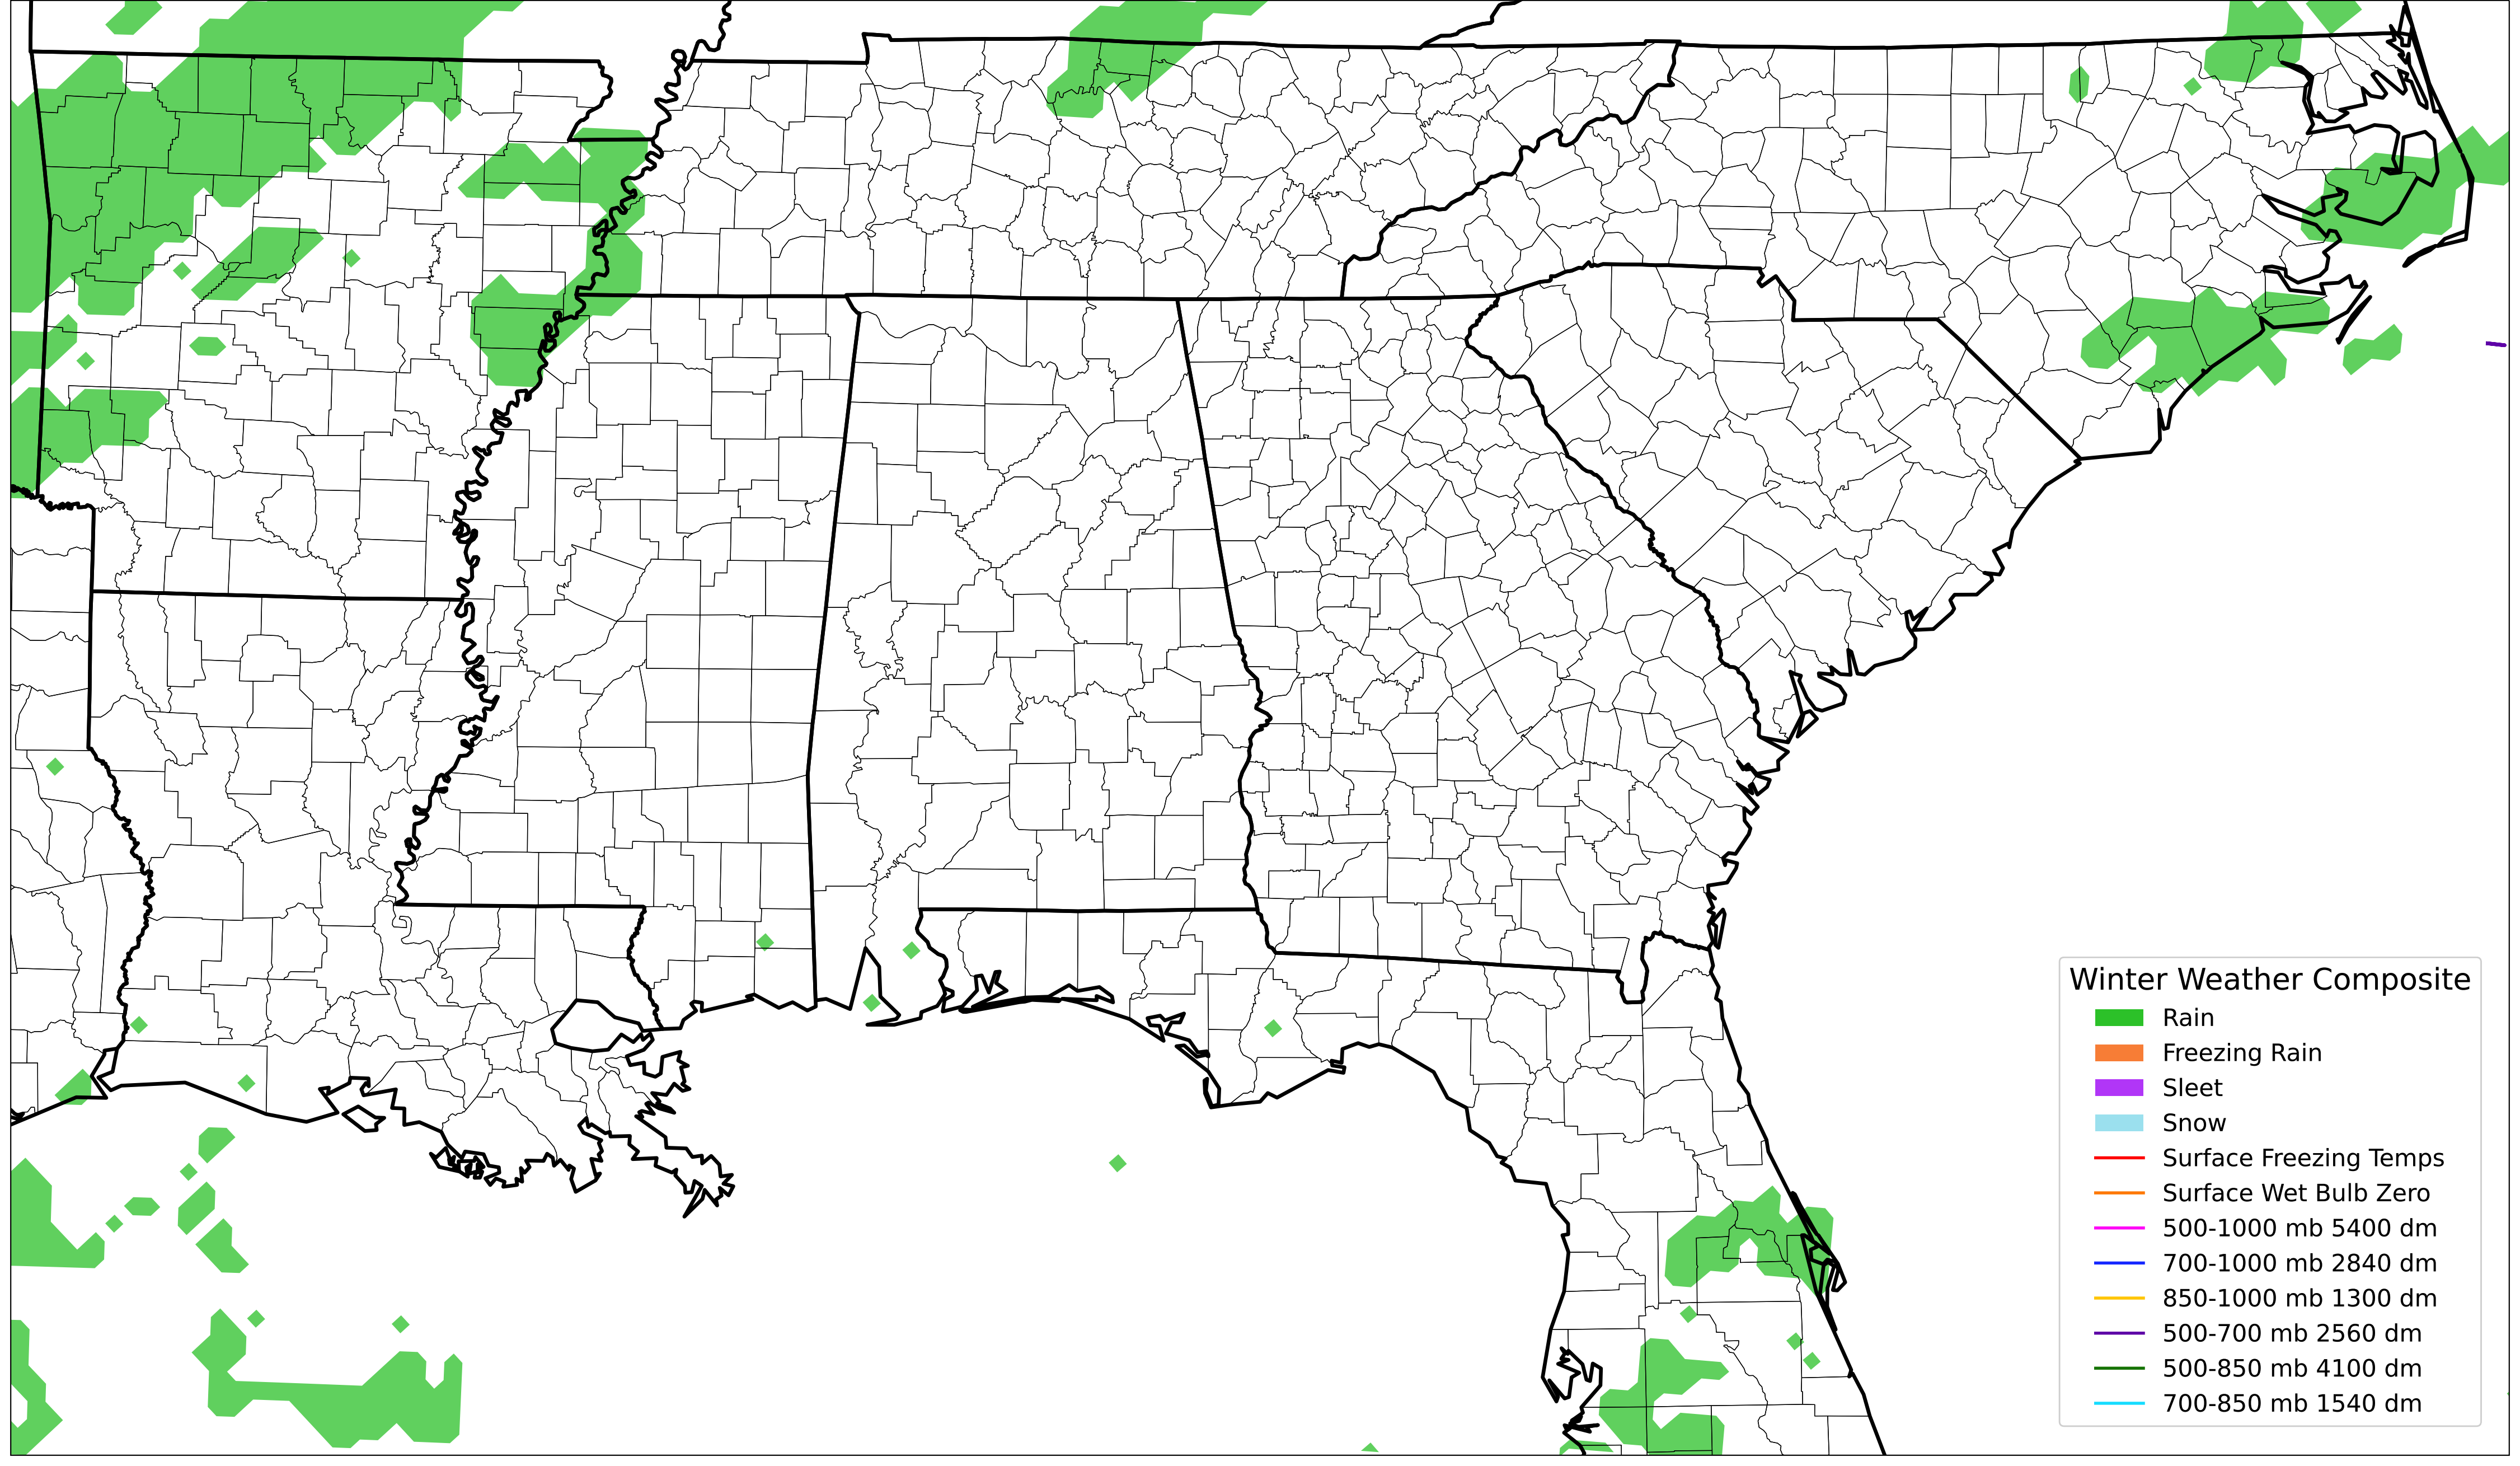 Winter Weather Composite
Rain
Freezing Rain
Sleet
Snow
Surface Freezing Temps
Surface Wet Bulb Zero
500-1000 mb 5400 dm
700-1000 mb 2840 dm
850-1000 mb 1300 dm
500-700 mb 2560 dm
500-850 mb 4100 dm
700-850 mb 1540 dm